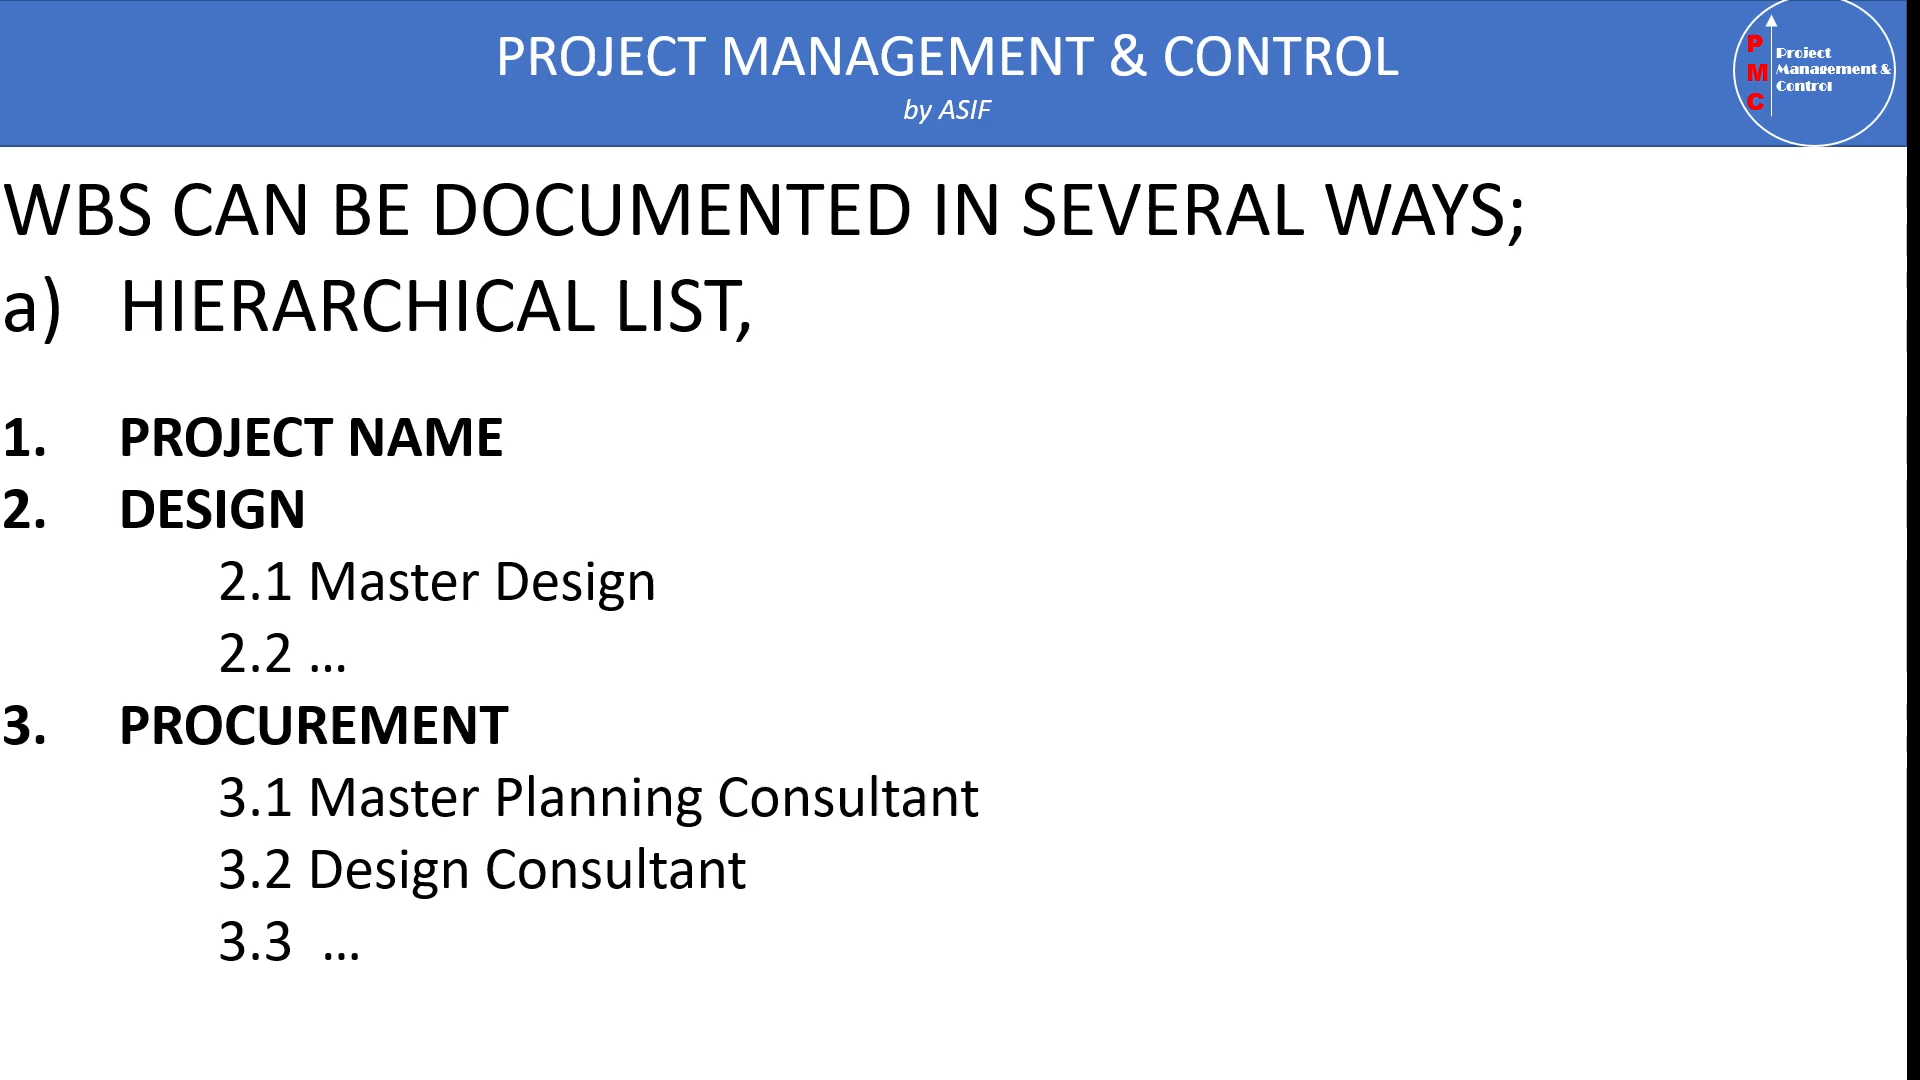 PROJECT MANAGEMENT & CONTROL
by ASIF
P
M
C
Project
Management &
Control
WBS CAN BE DOCUMENTED IN SEVERAL WAYS;
a) HIERARCHICAL LIST,
1. PROJECT NAME
2. DESIGN
2.1 Master Design
2.2 ...
3. PROCUREMENT
3.1 Master Planning Consultant
3.2 Design Consultant
3.3 ...